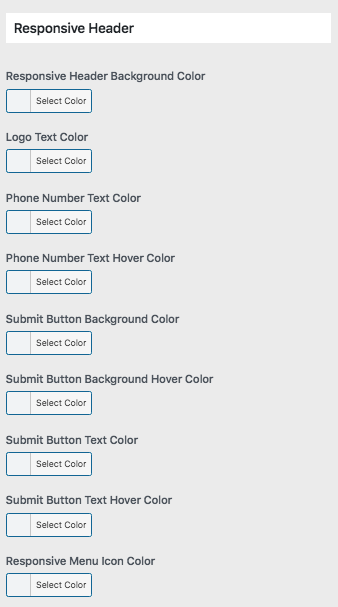 Responsive Header
Responsive Header Background Color
Select Color
Logo Text Color
Select Color
Phone Number Text Color
Select Color
Phone Number Text Hover Color
Select Color
Submit Button Background Color
Select Color
Submit Button Background Hover Color
Select Color
Submit Button Text Color
Select Color
Submit Button Text Hover Color
Select Color
Responsive Menu Icon Color
Select Color